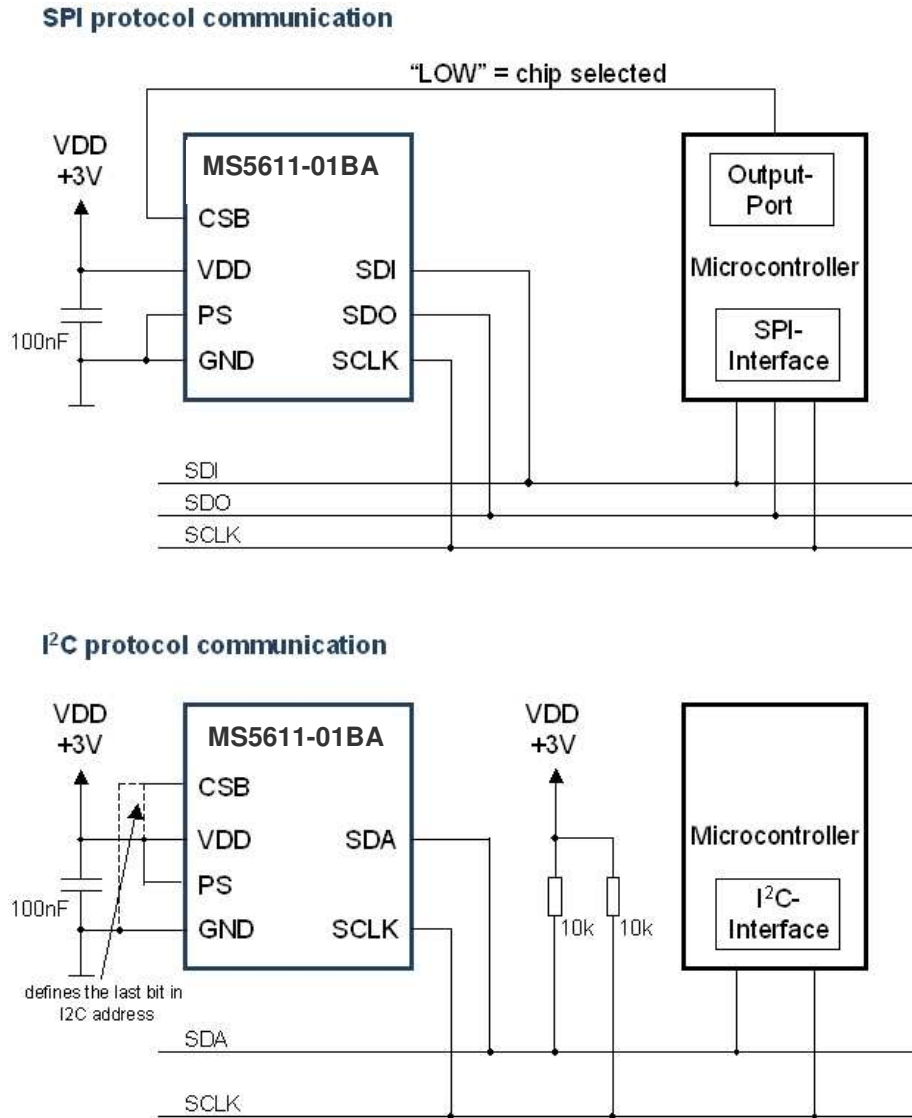 SPI protocol communication
“LOW” = chip selected
VDD
+3V
100nF
MS5611-01BA
CSB
VDD
PS
GND
SDI
SDO
SCLK
Output-
Port
Microcontroller
SPI-
Interface
SDI
SDO
SCLK
I²C protocol communication
VDD
+3V
100nF
defines the last bit in
I2C address
MS5611-01BA
CSB
VDD
PS
GND
SDA
SCLK
VDD
+3V
10k
10k
Microcontroller
I²C-
Interface
SDA
SCLK